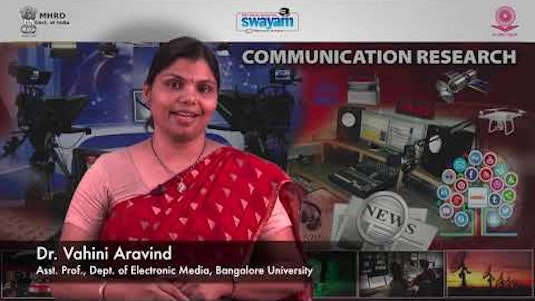 MHRD
Govt. of India
swayam
COMMUNICATION RESEARCH
NEWS
Dr. Vahini Aravind
Asst. Prof., Dept. of Electronic Media, Bangalore University